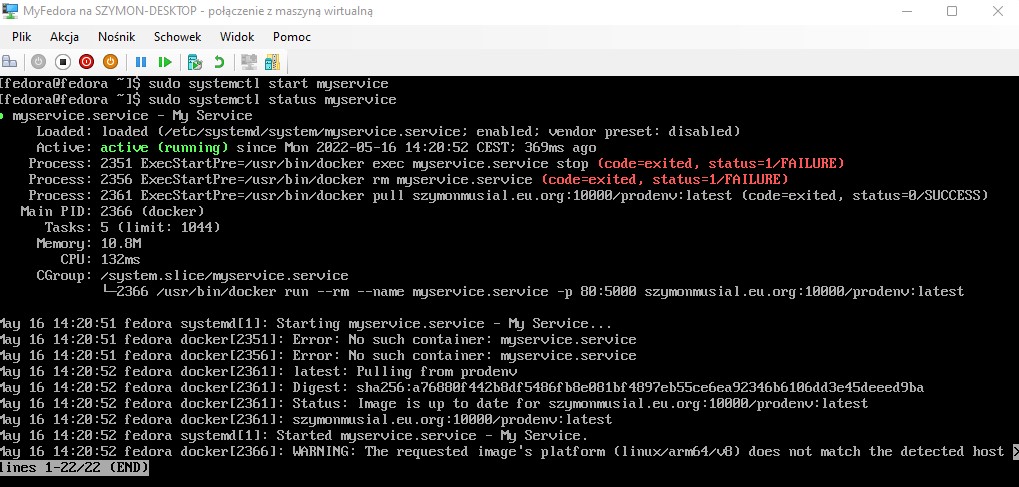 MyFedora na SZYMON-DESKTOP - połączenie z maszyną wirtualną
Plik Akcja Nośnik Schowek Widok Pomoc
[fedora@fedora ~]$ sudo systemctl start myservice
[fedora@fedora ~]$ sudo systemctl status myservice
● myservice.service - My Service
Loaded: loaded (/etc/systemd/system/myservice.service; enabled; vendor preset: disabled)
Active: active (running) since Mon 2022-05-16 14:20:52 CEST; 369ms ago
Process: 2351 ExecStartPre=/usr/bin/docker exec myservice.service stop (code=exited, status=1/FAILURE)
Process: 2356 ExecStartPre=/usr/bin/docker rm myservice.service (code=exited, status=1/FAILURE)
Process: 2361 ExecStartPre=/usr/bin/docker pull szymonmusial.eu.org:10000/prodenv:latest (code=exited, status=0/SUCCESS)
Main PID: 2366 (docker)
Tasks: 5 (limit: 1044)
Memory: 10.8M
CPU: 132ms
CGroup: /system.slice/myservice.service
└─2366 /usr/bin/docker run --rm --name myservice.service -p 80:5000 szymonmusial.eu.org:10000/prodenv:latest
May 16 14:20:51 fedora systemd[1]: Starting myservice.service - My Service...
May 16 14:20:51 fedora docker[2351]: Error: No such container: myservice.service
May 16 14:20:51 fedora docker[2356]: Error: No such container: myservice.service
May 16 14:20:52 fedora docker[2361]: latest: Pulling from prodenv
May 16 14:20:52 fedora docker[2361]: Digest: sha256:a76880f442b8df5486fb8e081bf4897eb55ce6ea92346b6106dd3e45deeed9ba
May 16 14:20:52 fedora docker[2361]: Status: Image is up to date for szymonmusial.eu.org:10000/prodenv:latest
May 16 14:20:52 fedora docker[2361]: szymonmusial.eu.org:10000/prodenv:latest
May 16 14:20:52 fedora systemd[1]: Started myservice.service - My Service.
May 16 14:20:52 fedora docker[2366]: WARNING: The requested image's platform (linux/arm64/v8) does not match the detected host >
lines 1-22/22 (END)